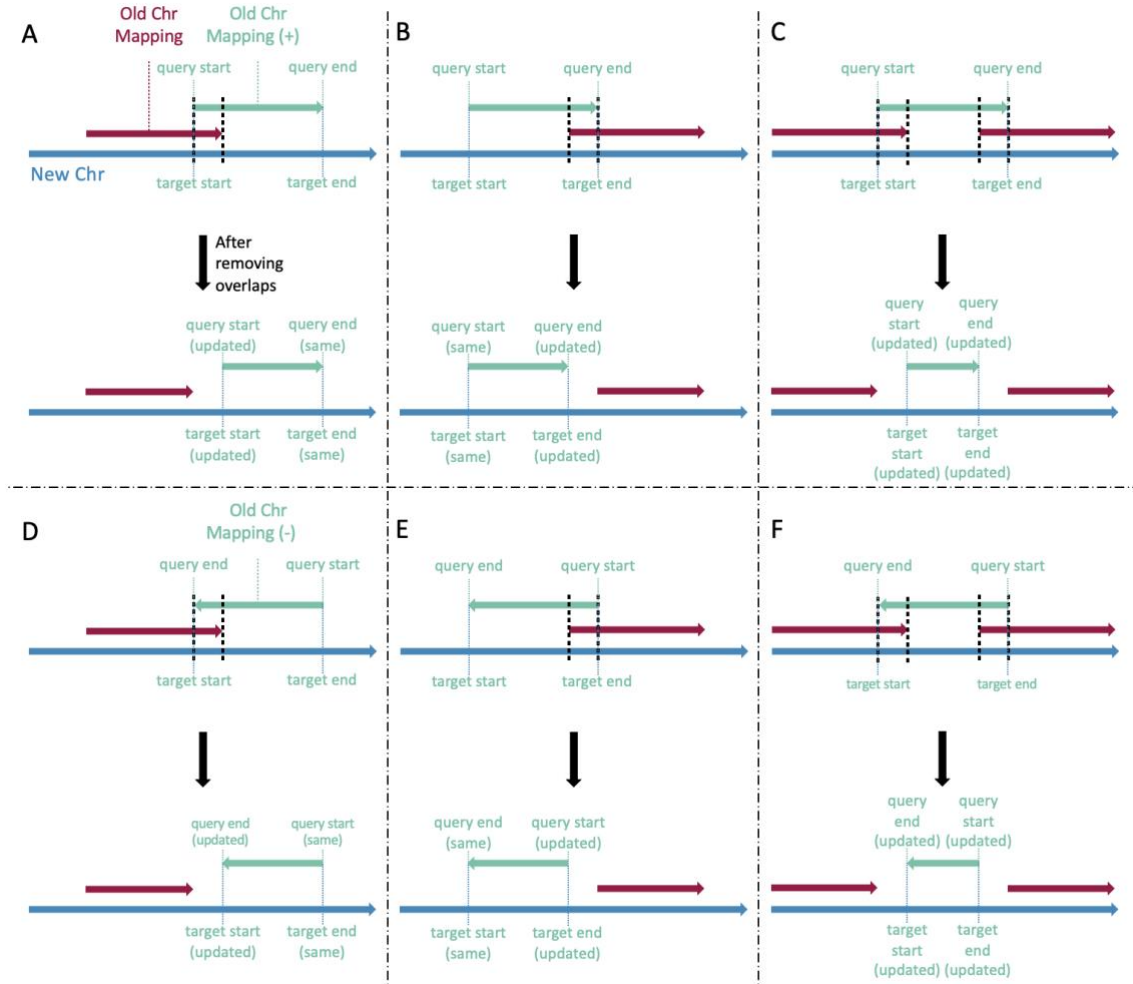 A
Old Chr
Mapping
Old Chr
Mapping (+)
query start
query end
New Chr
target start
target end
After
removing
overlaps
query start
(updated)
query end
(same)
target start
(updated)
target end
(same)
B
query start
query end
target start
target end
query start
(same)
query end
(updated)
target start
(same)
target end
(updated)
C
query start
query end
target start
target end
query
start
(updated)
query
end
(updated)
target
start
(updated)
target
end
(updated)
D
Old Chr
Mapping (-)
query end
query start
target start
target end
query end
(updated)
query start
(same)
target start
(updated)
target end
(same)
E
query end
query start
target start
target end
query end
(same)
query start
(updated)
target start
(same)
target end
(updated)
F
query end
query start
target start
target end
query
end
(updated)
query
start
(updated)
target
start
(updated)
target
end
(updated)